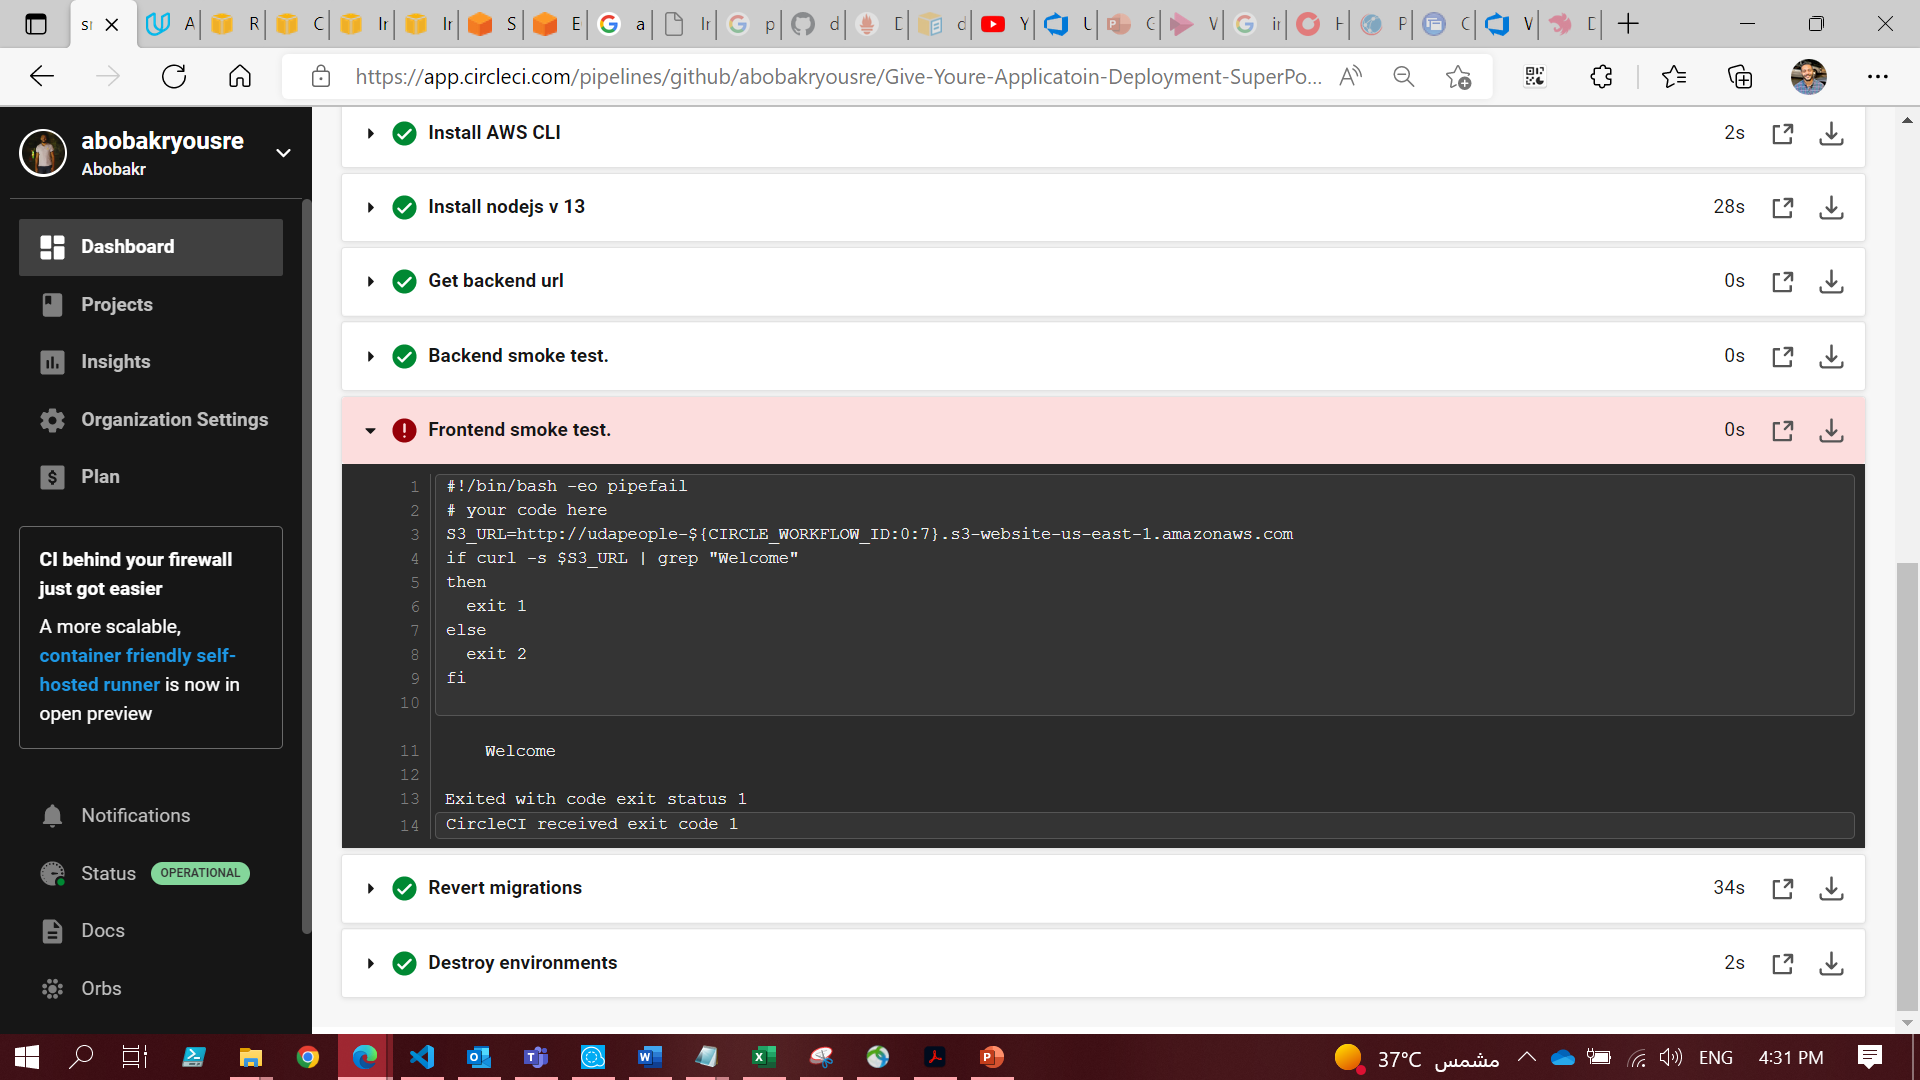 https://app.circleci.com/pipelines/github/abobakryousre/Give-Youre-Applicatoin-Deployment-SuperPo...
abobakryousre
Abobakr
Dashboard
Projects
Insights
Organization Settings
Plan
CI behind your firewall
just got easier
A more scalable,
container friendly self-
hosted runner is now in
open preview
Notifications
Status OPERATIONAL
Docs
Orbs
Install AWS CLI 2s
Install nodejs v 13 28s
Get backend url 0s
Backend smoke test. 0s
Frontend smoke test. 0s
1 #!/bin/bash -eo pipefail
2 # your code here
3 S3_URL=http://udapeople-${CIRCLE_WORKFLOW_ID:0:7}.s3-website-us-east-1.amazonaws.com
4 if curl -s $S3_URL | grep "Welcome"
5 then
6 exit 1
7 else
8 exit 2
9 fi
10
11 Welcome
12
13 Exited with code exit status 1
14 CircleCI received exit code 1
Revert migrations 34s
Destroy environments 2s
37°C مشمس ENG 4:31 PM